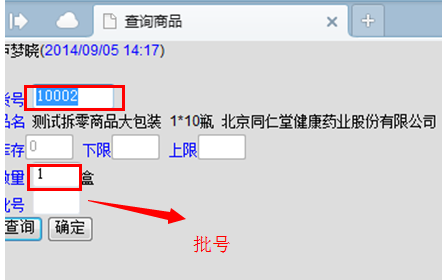 查询商品
卢梦晓(2014/09/05 14:17)
货号 10002
品名 测试拆零商品大包装 1*10瓶 北京同仁堂健康药业股份有限公司
库存 0 下限 上限
数量 1 盒
批号
查询 确定
批号